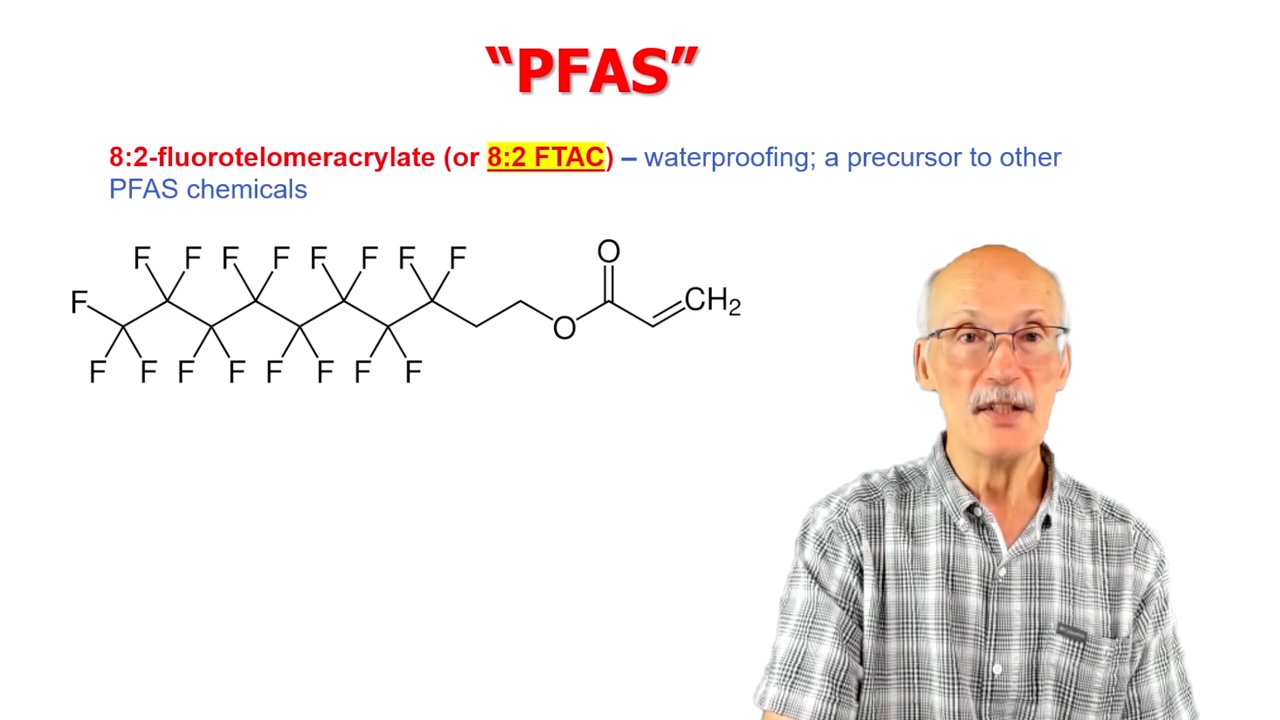 “PFAS”
8:2-fluorotelomeracrylate (or 8:2 FTAC) – waterproofing; a precursor to other
PFAS chemicals
F F F F F F F F O
F CH2
O
F F F F F F F F